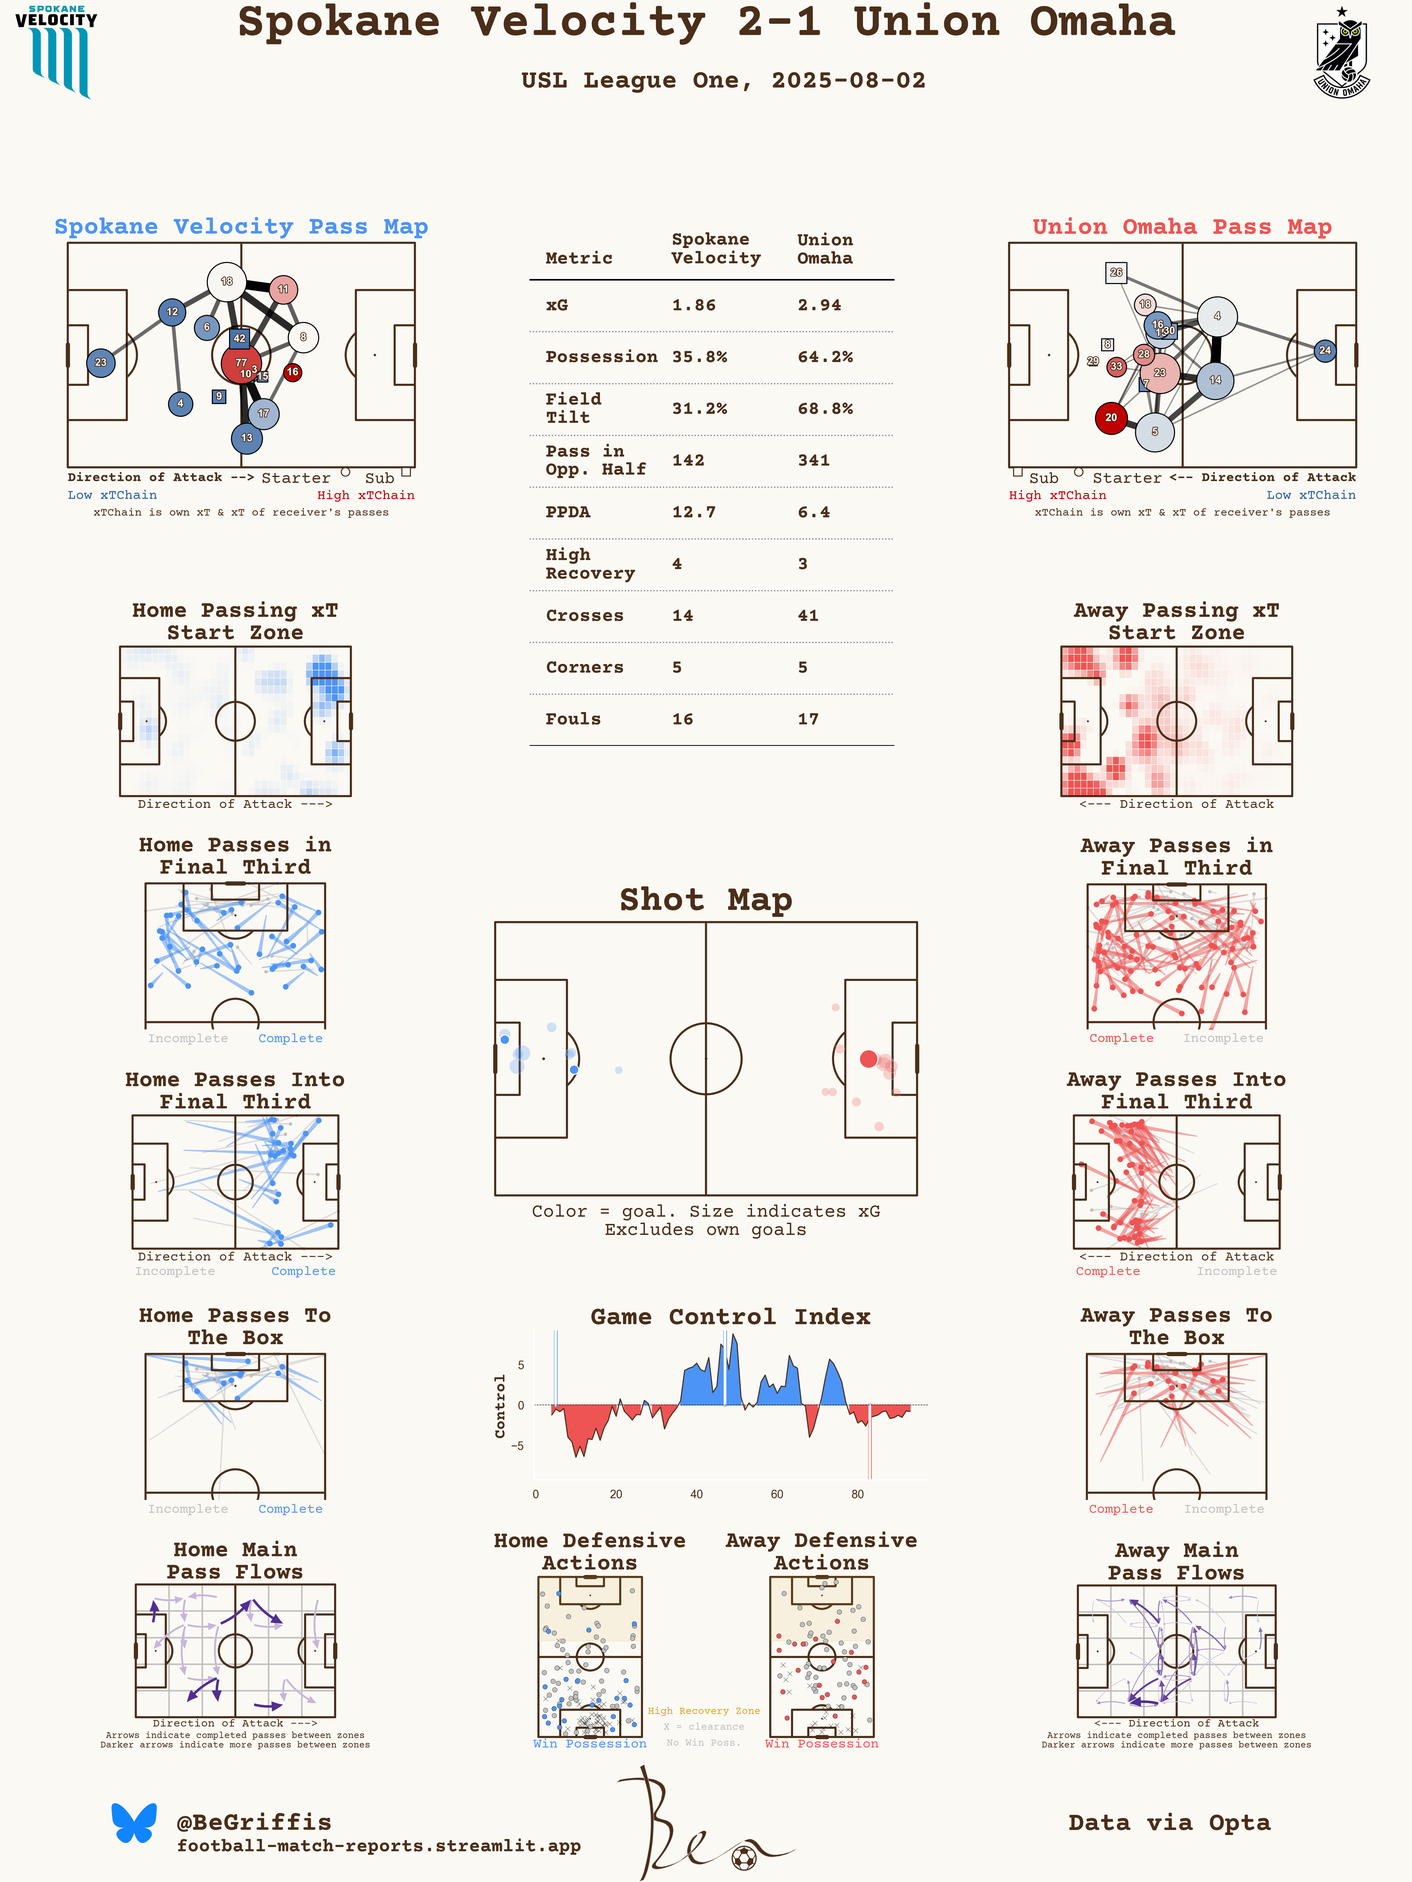 SPOKANE
VELOCITY
Spokane Velocity 2-1 Union Omaha
USL League One, 2025-08-02
UNION OMAHA
Spokane Velocity Pass Map
18
11
12
6
42
8
23
77
3
10
15
16
9
4
17
13
Direction of Attack --> Starter Sub
Low xTChain High xTChain
xTChain is own xT & xT of receiver's passes
Metric Spokane Velocity Union Omaha
xG 1.86 2.94
Possession 35.8% 64.2%
Field Tilt 31.2% 68.8%
Pass in Opp. Half 142 341
PPDA 12.7 6.4
High Recovery 4 3
Crosses 14 41
Corners 5 5
Fouls 16 17
Union Omaha Pass Map
26
18
4
16
30
8
28
24
29
33
23
7
14
20
5
Sub Starter <-- Direction of Attack
High xTChain Low xTChain
xTChain is own xT & xT of receiver's passes
Home Passing xT
Start Zone
Direction of Attack --->
Away Passing xT
Start Zone
<--- Direction of Attack
Home Passes in
Final Third
Incomplete Complete
Away Passes in
Final Third
Complete Incomplete
Shot Map
Color = goal. Size indicates xG
Excludes own goals
Home Passes Into
Final Third
Direction of Attack --->
Incomplete Complete
Away Passes Into
Final Third
<--- Direction of Attack
Complete Incomplete
Home Passes To
The Box
Incomplete Complete
Game Control Index
Control
5
0
−5
0 20 40 60 80
Away Passes To
The Box
Complete Incomplete
Home Main
Pass Flows
Direction of Attack --->
Arrows indicate completed passes between zones
Darker arrows indicate more passes between zones
Home Defensive
Actions
Win Possession
Away Defensive
Actions
Win Possession
High Recovery Zone
X = clearance
No Win Poss.
Away Main
Pass Flows
<--- Direction of Attack
Arrows indicate completed passes between zones
Darker arrows indicate more passes between zones
@BeGriffis
football-match-reports.streamlit.app
Ben
Data via Opta